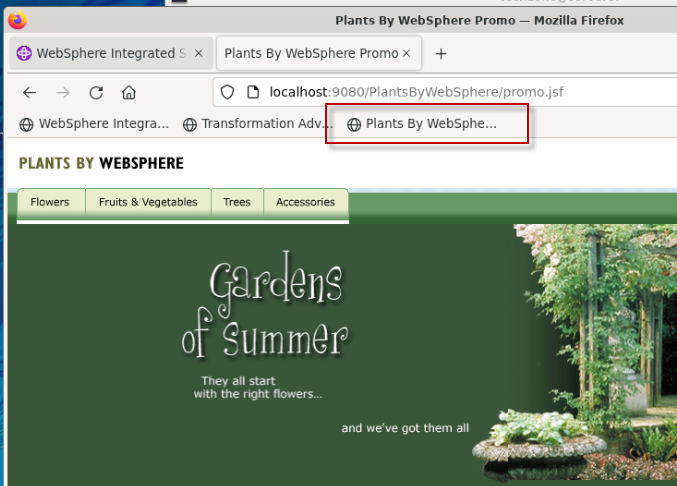 Plants By WebSphere Promo — Mozilla Firefox
WebSphere Integrated S
Plants By WebSphere Promo
localhost:9080/PlantsByWebSphere/promo.jsf
WebSphere Integra...
Transformation Adv...
Plants By WebSphe...
PLANTS BY WEBSPHERE
Flowers
Fruits & Vegetables
Trees
Accessories
Gardens
of Summer
They all start
with the right flowers...
and we've got them all